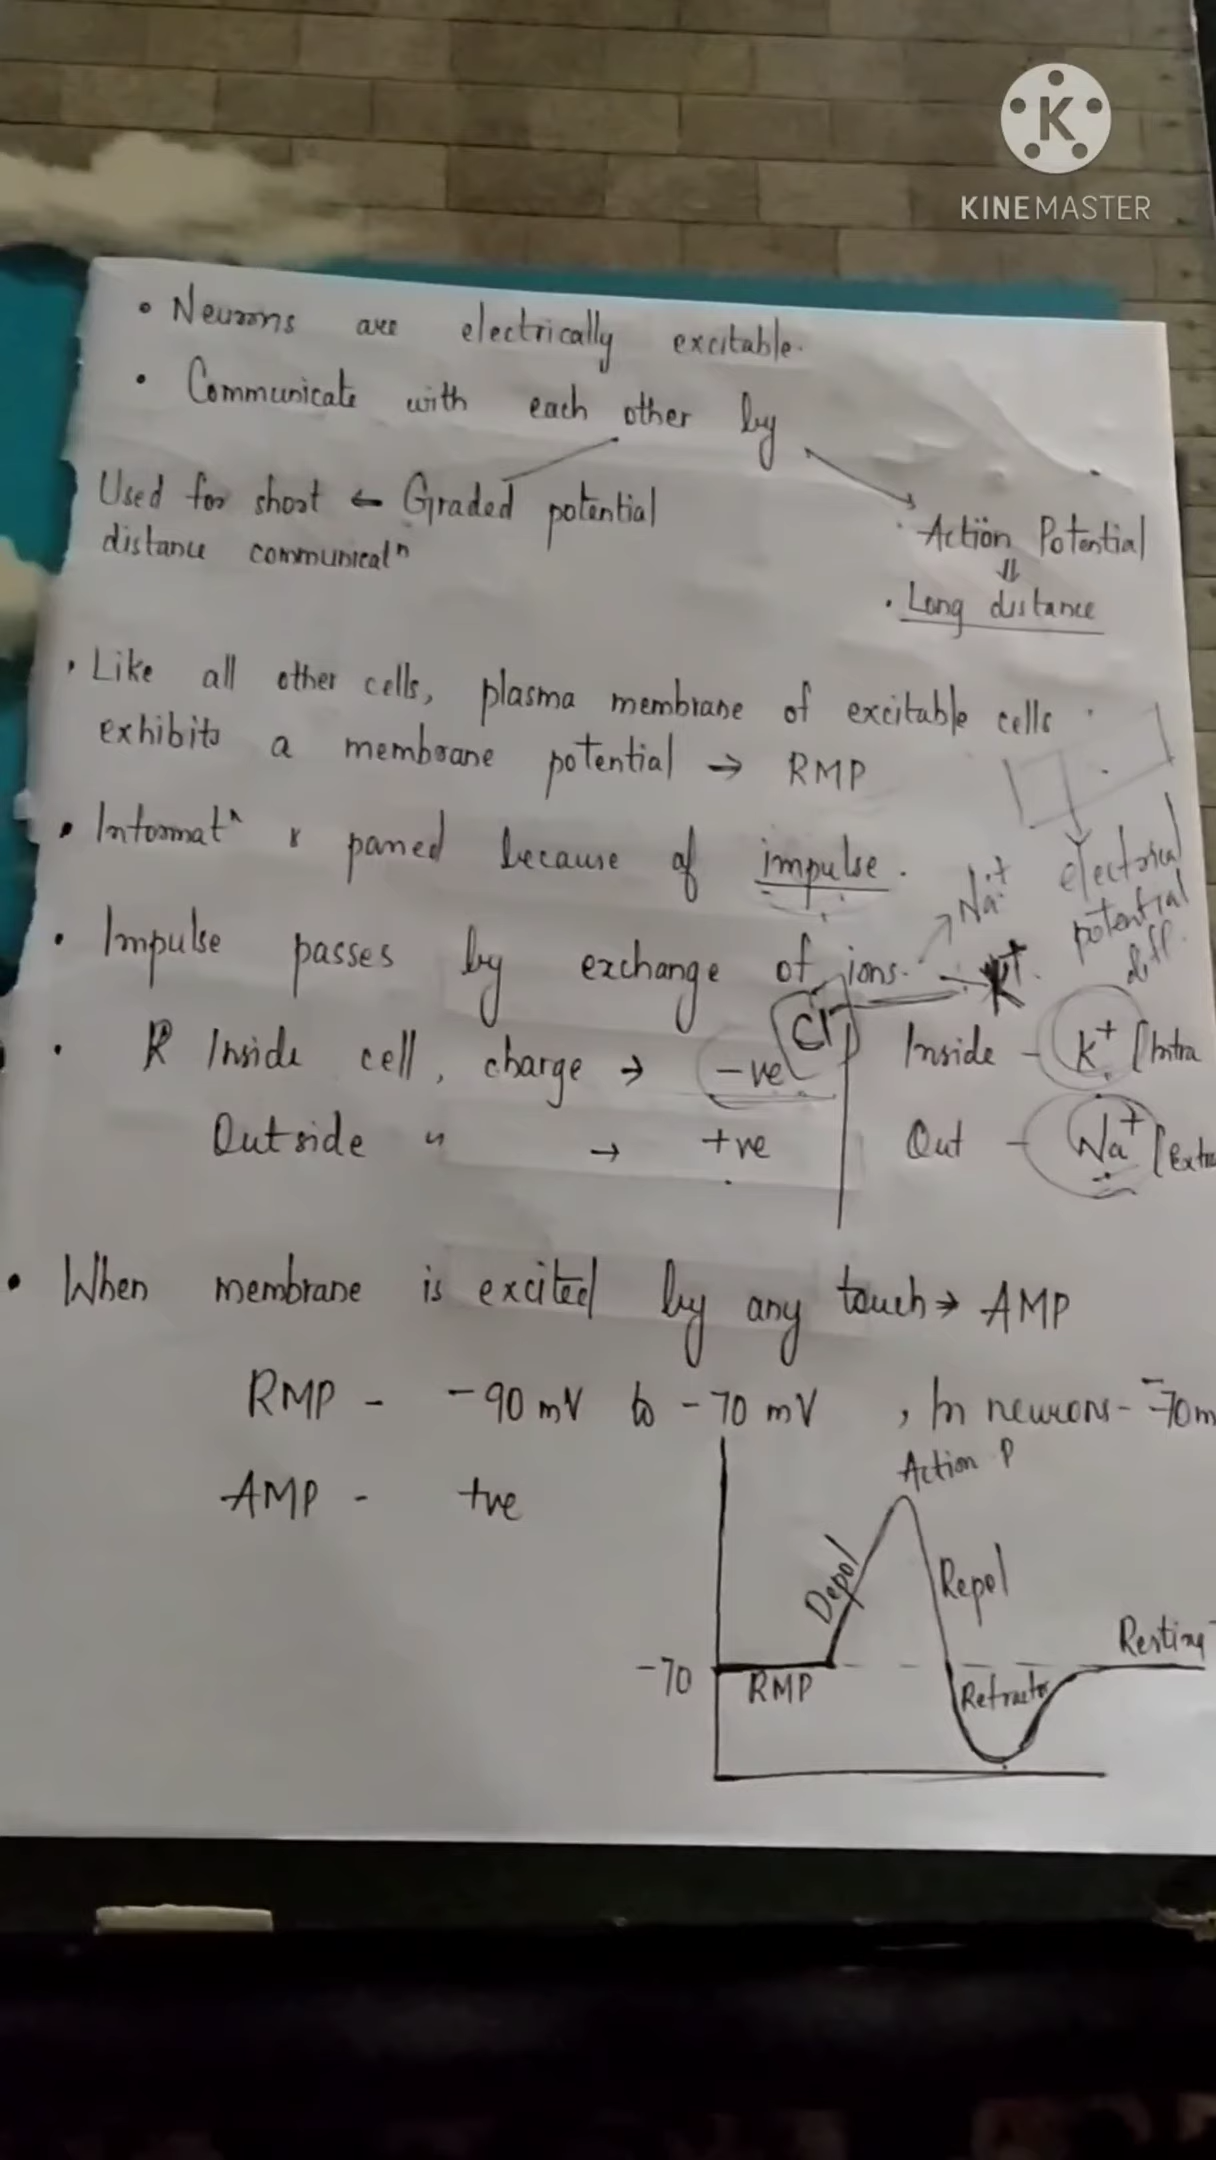 K
KINEMASTER
• Neurons are electrically excitable.
• Communicate with each other by
Used for short ← Graded potential
distance communicatⁿ
Action Potential
⇓
• Long distance
• Like all other cells, plasma membrane of excitable cells
exhibits a membrane potential → RMP
electrical
potential
diff.
• Informatⁿ is passed because of impulse.
• Impulse passes by exchange of ions.
Na⁺
K⁺
Cl⁻
• Inside cell, charge → -ve
Outside " → +ve
Inside - K⁺ [Intra
Out - Na⁺ [extra
• When membrane is excited by any touch → AMP
RMP - -90 mV to -70 mV , In neurons - -70m
AMP - +ve
Action P
Depol
Repol
Resting
-70
RMP
Refractor